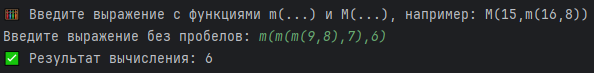 🧮 Введите выражение с функциями m(...) и M(...), например: M(15,m(16,8))
Введите выражение без пробелов: m(m(m(9,8),7),6)
✅ Результат вычисления: 6